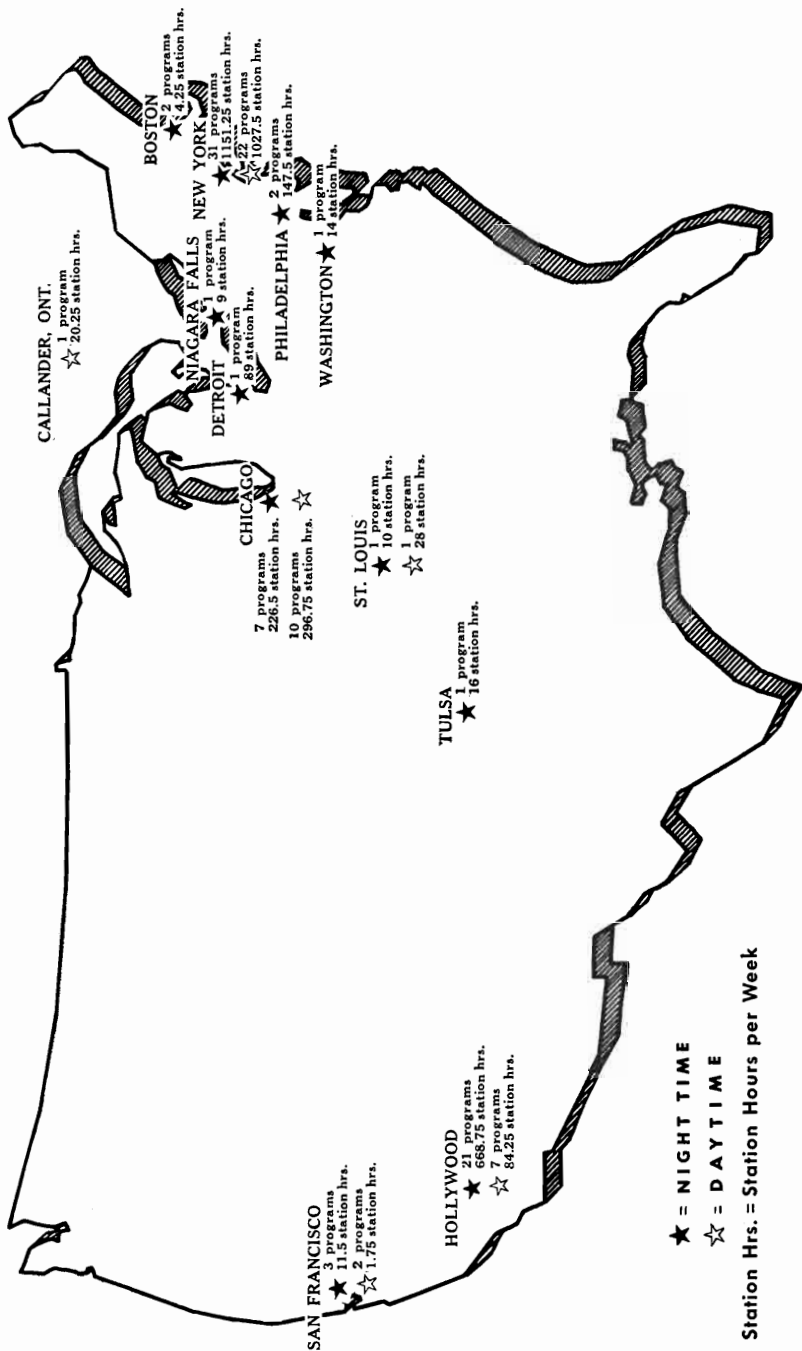 CALLANDER, ONT.
☆ 1 program
20.25 station hrs.
BOSTON
★ 2 programs
4.25 station hrs.
NEW YORK
★ 31 programs
1151.25 station hrs.
☆ 22 programs
☆ 1027.5 station hrs.
NIAGARA FALLS
★ 1 program
9 station hrs.
DETROIT
★ 1 program
89 station hrs.
PHILADELPHIA ★ 2 programs
147.5 station hrs.
WASHINGTON ★ 1 program
14 station hrs.
CHICAGO
7 programs
226.5 station hrs. ★
10 programs
296.75 station hrs. ☆
ST. LOUIS
★ 1 program
10 station hrs.
☆ 1 program
28 station hrs.
TULSA
★ 1 program
16 station hrs.
SAN FRANCISCO
★ 3 programs
11.5 station hrs.
☆ 2 programs
1.75 station hrs.
HOLLYWOOD
★ 21 programs
668.75 station hrs.
☆ 7 programs
84.25 station hrs.
★ = NIGHT TIME
☆ = DAYTIME
Station Hrs. = Station Hours per Week